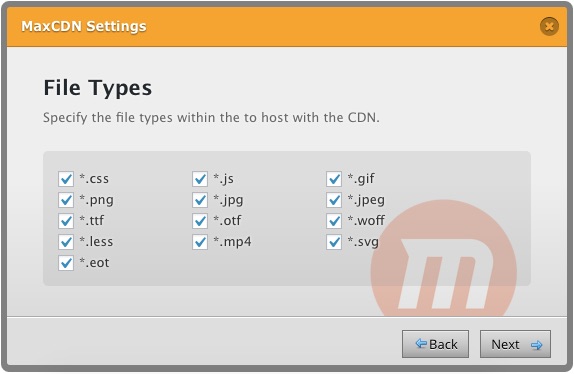 MaxCDN Settings
File Types
Specify the file types within the to host with the CDN.
*.css *.js *.gif
*.png *.jpg *.jpeg
*.ttf *.otf *.woff
*.less *.mp4 *.svg
*.eot
Back Next